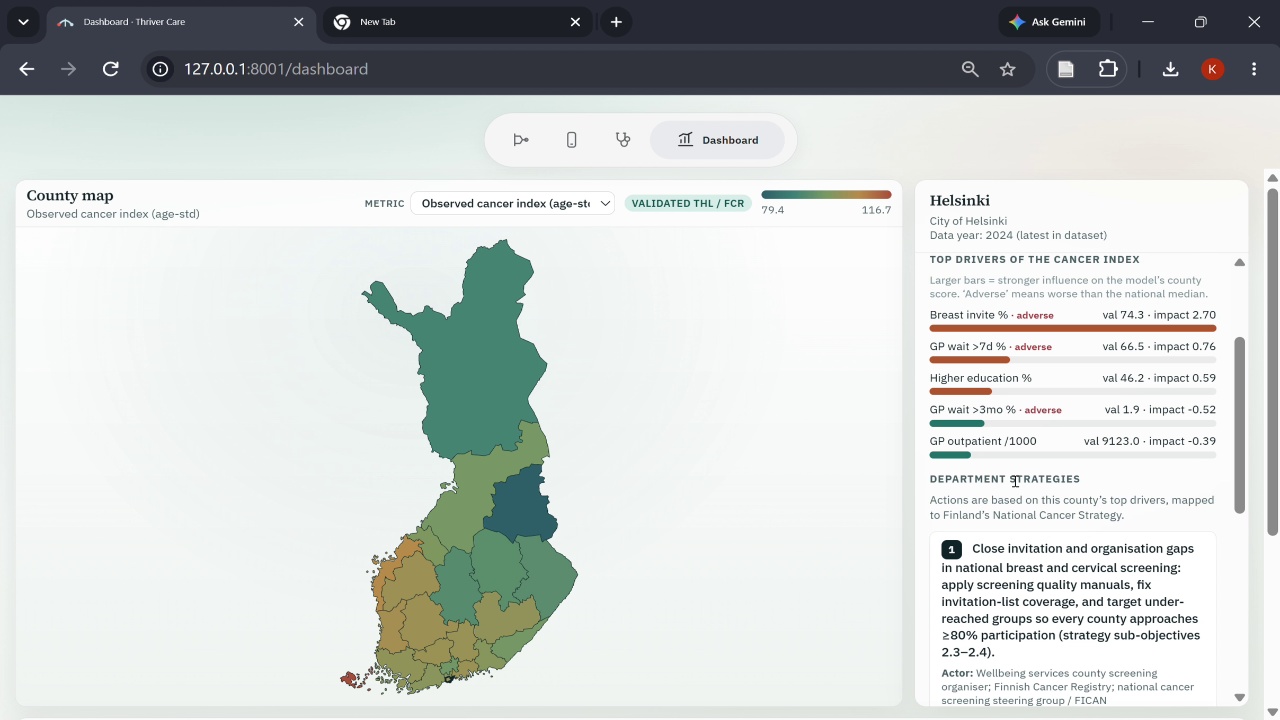 Dashboard · Thriver Care
New Tab
Ask Gemini
127.0.0.1:8001/dashboard
K
Dashboard
County map
Observed cancer index (age-std)
METRIC
Observed cancer index (age-st
VALIDATED THL / FCR
79.4
116.7
Helsinki
City of Helsinki
Data year: 2024 (latest in dataset)
TOP DRIVERS OF THE CANCER INDEX
Larger bars = stronger influence on the model's county
score. ‘Adverse’ means worse than the national median.
Breast invite % · adverse val 74.3 · impact 2.70
GP wait >7d % · adverse val 66.5 · impact 0.76
Higher education % val 46.2 · impact 0.59
GP wait >3mo % · adverse val 1.9 · impact -0.52
GP outpatient /1000 val 9123.0 · impact -0.39
DEPARTMENT STRATEGIES
Actions are based on this county's top drivers, mapped
to Finland's National Cancer Strategy.
1 Close invitation and organisation gaps
in national breast and cervical screening:
apply screening quality manuals, fix
invitation-list coverage, and target under-
reached groups so every county approaches
≥80% participation (strategy sub-objectives
2.3–2.4).
Actor: Wellbeing services county screening
organiser; Finnish Cancer Registry; national cancer
screening steering group / FICAN